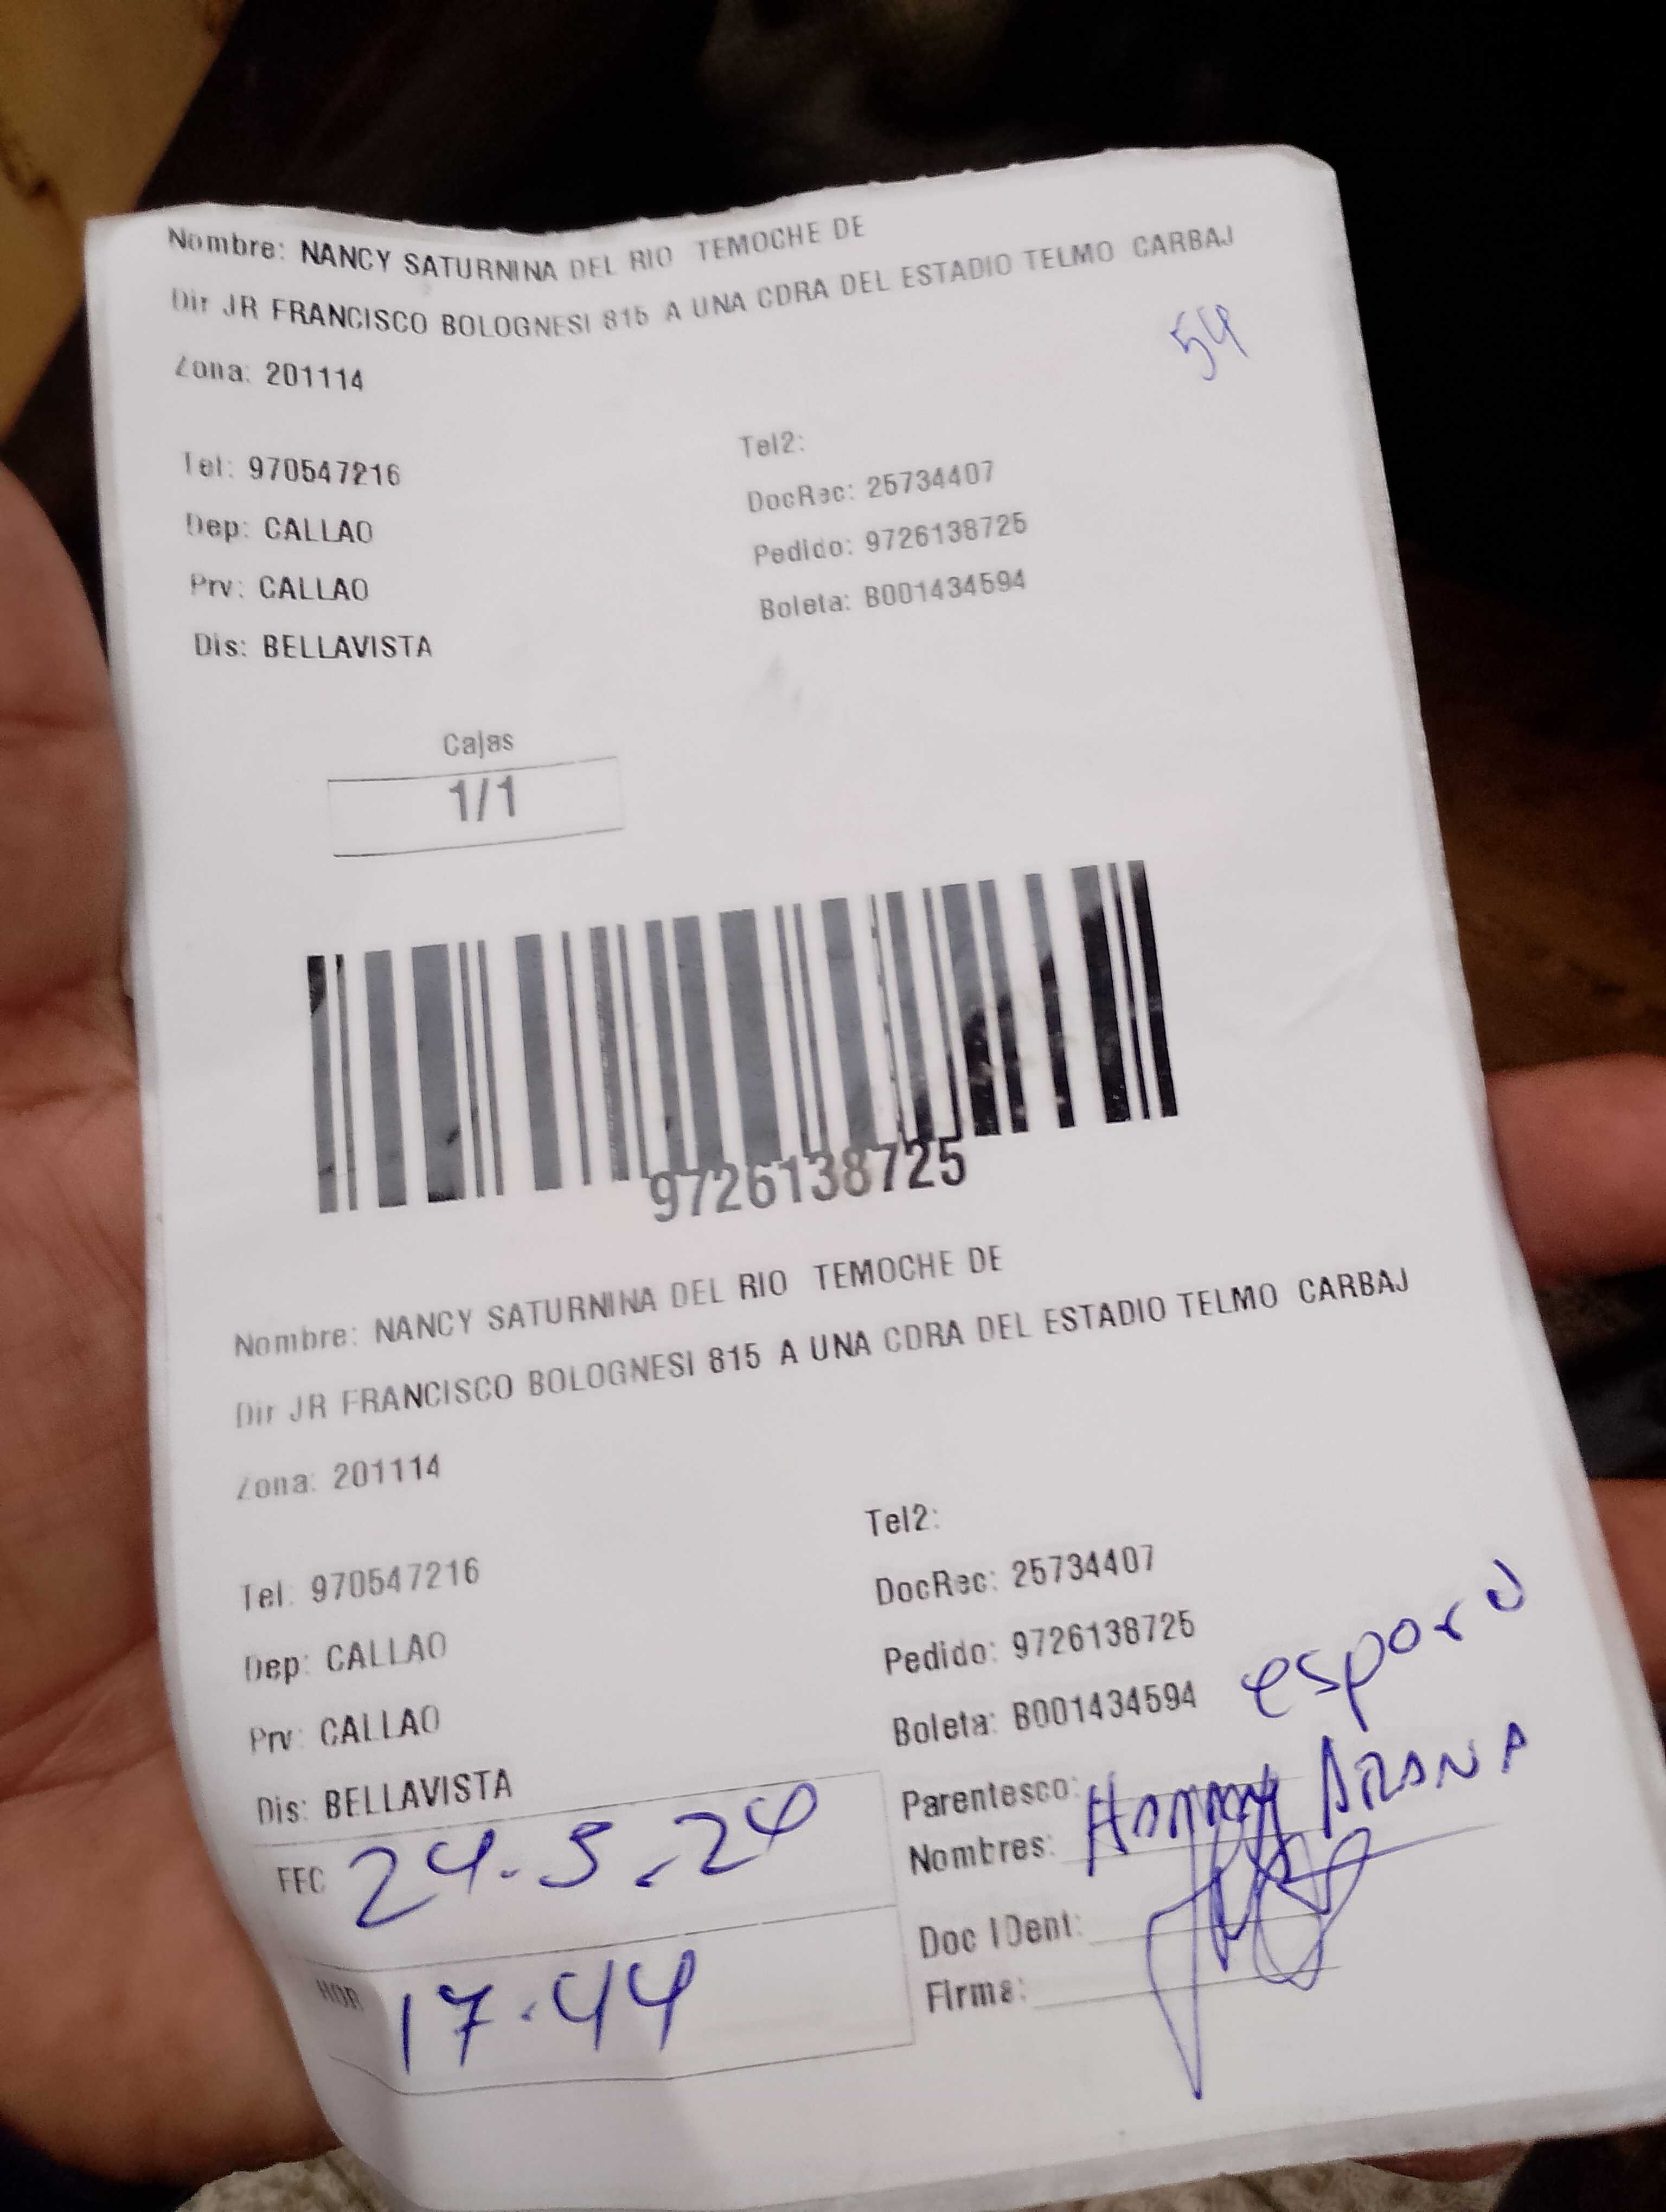 Nombre: NANCY SATURNINA DEL RIO TEMOCHE DE
Dir JR FRANCISCO BOLOGNESI 815 A UNA CDRA DEL ESTADIO TELMO CARBAJ
54
Zona: 201114
Tel: 970547216
Tel2:
Dep: CALLAO
DocRec: 25734407
Prv: CALLAO
Pedido: 9726138725
Dis: BELLAVISTA
Boleta: B001434594
Cajas
1/1
9726138725
Nombre: NANCY SATURNINA DEL RIO TEMOCHE DE
Dir JR FRANCISCO BOLOGNESI 815 A UNA CDRA DEL ESTADIO TELMO CARBAJ
Zona: 201114
Tel: 970547216
Tel2:
Dep: CALLAO
DocRec: 25734407
Prv: CALLAO
Pedido: 9726138725
Dis: BELLAVISTA
Boleta: B001434594
esposo
Parentesco:
Nombres: ARANA
FEC 24-5-24
Doc IDent:
HOR 17-44
Firma: